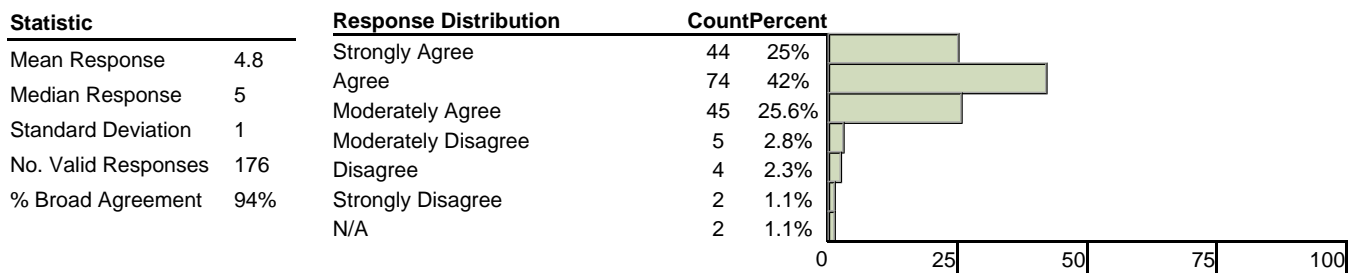 Statistic
Mean Response 4.8
Median Response 5
Standard Deviation 1
No. Valid Responses 176
% Broad Agreement 94%
Response Distribution CountPercent
Strongly Agree 44 25%
Agree 74 42%
Moderately Agree 45 25.6%
Moderately Disagree 5 2.8%
Disagree 4 2.3%
Strongly Disagree 2 1.1%
N/A 2 1.1%
0 25 50 75 100